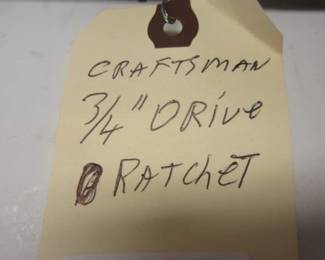 CRAFTSMAN
3/4" DRive
RATcheT